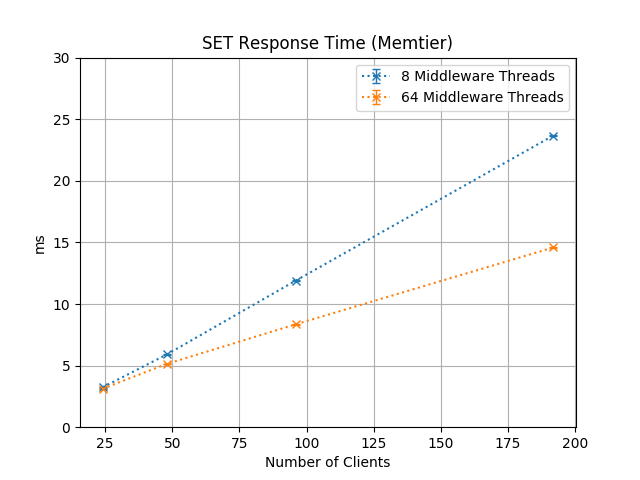 SET Response Time (Memtier)
8 Middleware Threads
64 Middleware Threads
30
25
20
15
10
5
0
ms
25 50 75 100 125 150 175 200
Number of Clients